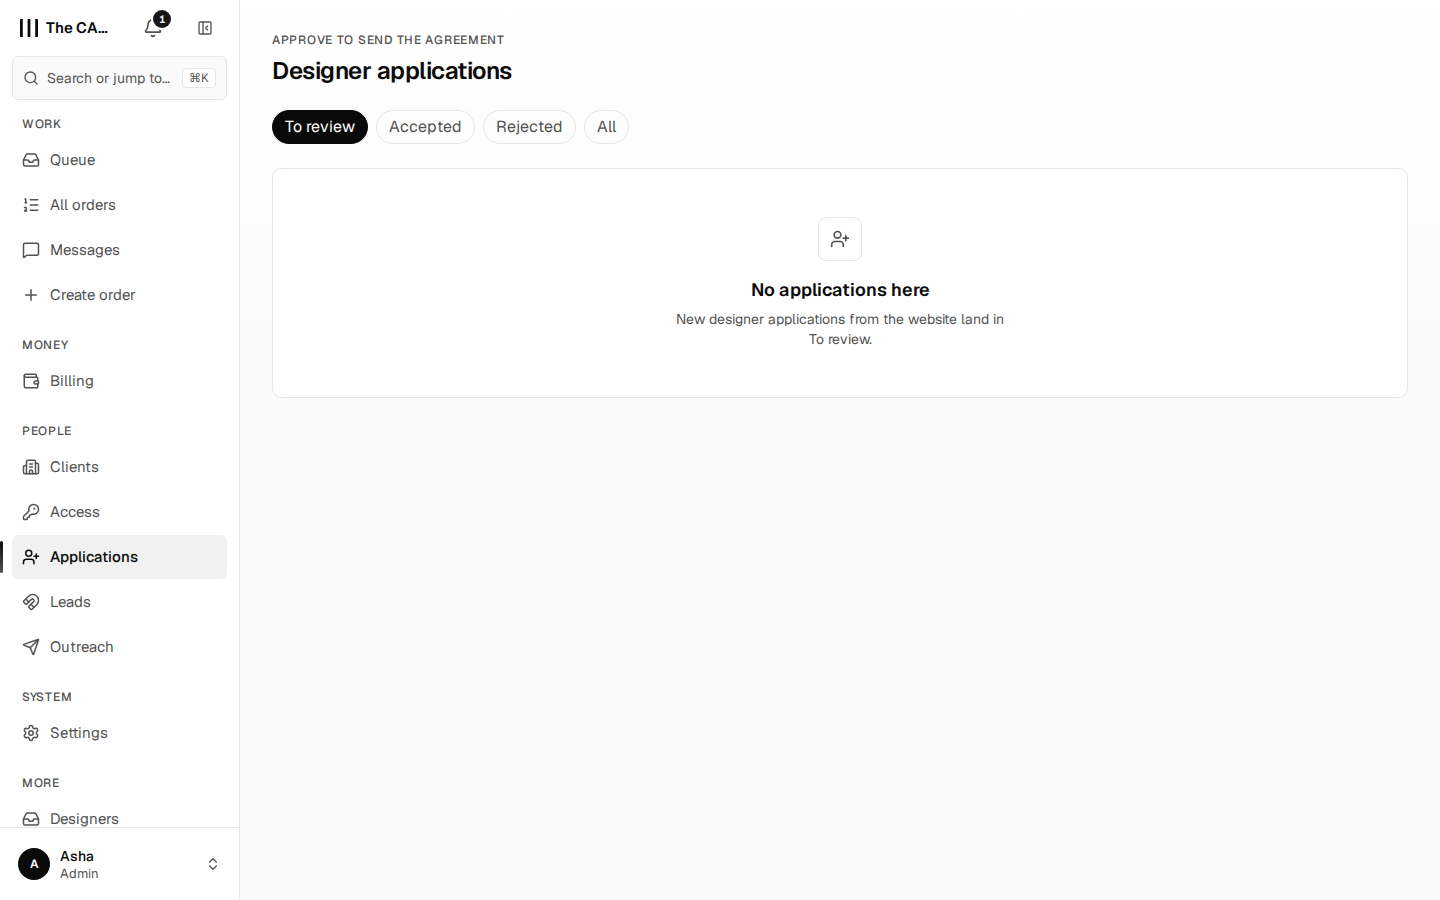 The CA...
1
Search or jump to...
⌘K
WORK
Queue
All orders
Messages
Create order
MONEY
Billing
PEOPLE
Clients
Access
Applications
Leads
Outreach
SYSTEM
Settings
MORE
Designers
A
Asha
Admin
APPROVE TO SEND THE AGREEMENT
Designer applications
To review
Accepted
Rejected
All
No applications here
New designer applications from the website land in
To review.